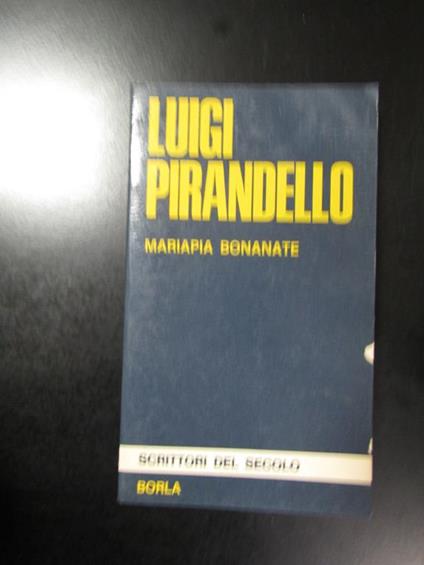 LUIGI
PIRANDELLO
MARIAPIA BONANATE
SCRITTORI DEL SECOLO
BORLA